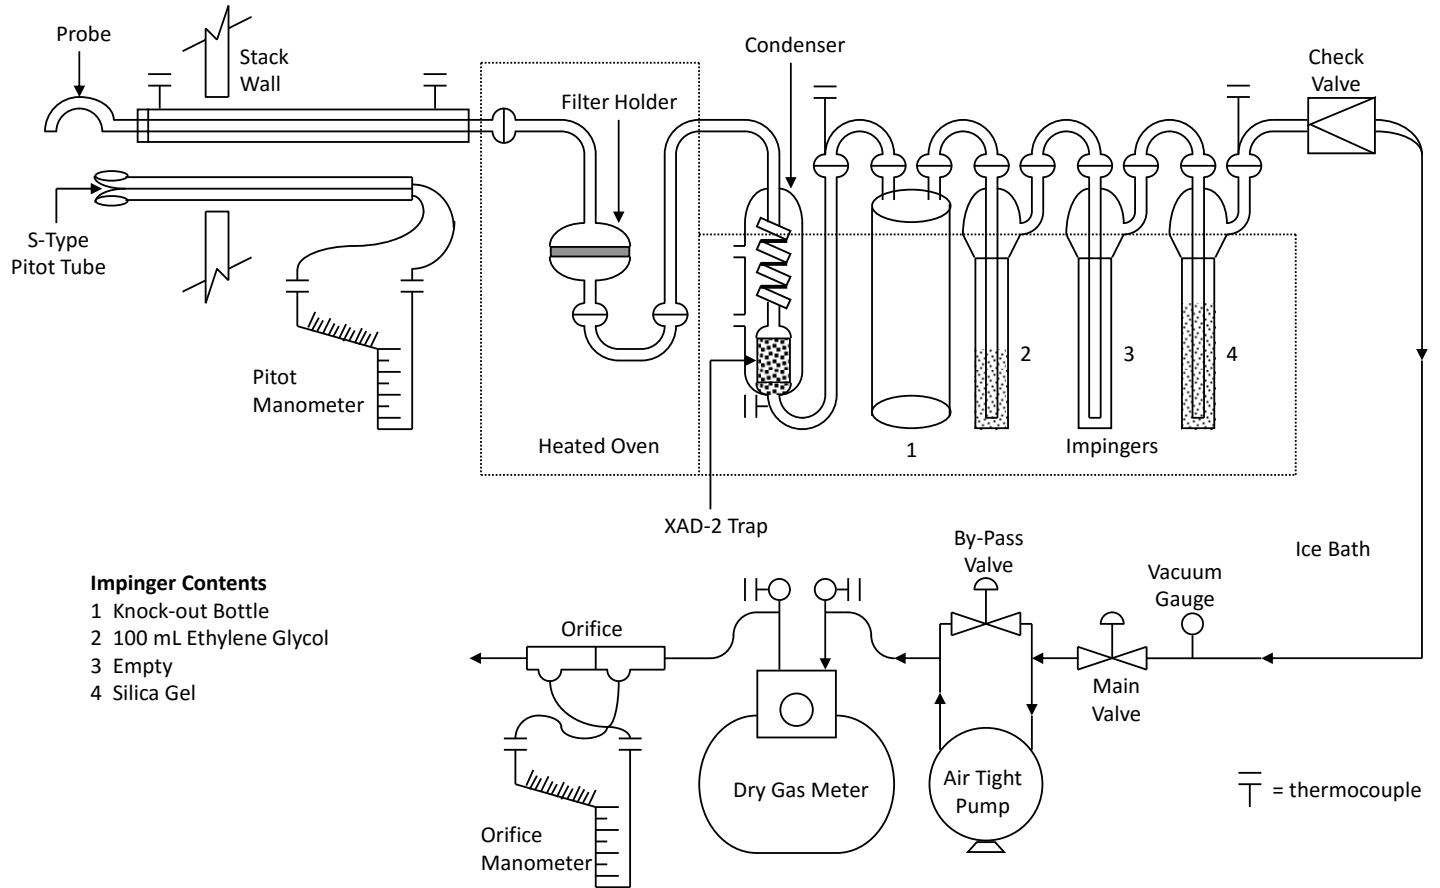 Probe
Stack
Wall
Condenser
Check
Valve
Filter Holder
S-Type
Pitot Tube
Pitot
Manometer
2
3
4
Heated Oven
1
Impingers
XAD-2 Trap
By-Pass
Valve
Ice Bath
Vacuum
Gauge
Impinger Contents
1 Knock-out Bottle
2 100 mL Ethylene Glycol
3 Empty
4 Silica Gel
Orifice
Main
Valve
Dry Gas Meter
Air Tight
Pump
= thermocouple
Orifice
Manometer